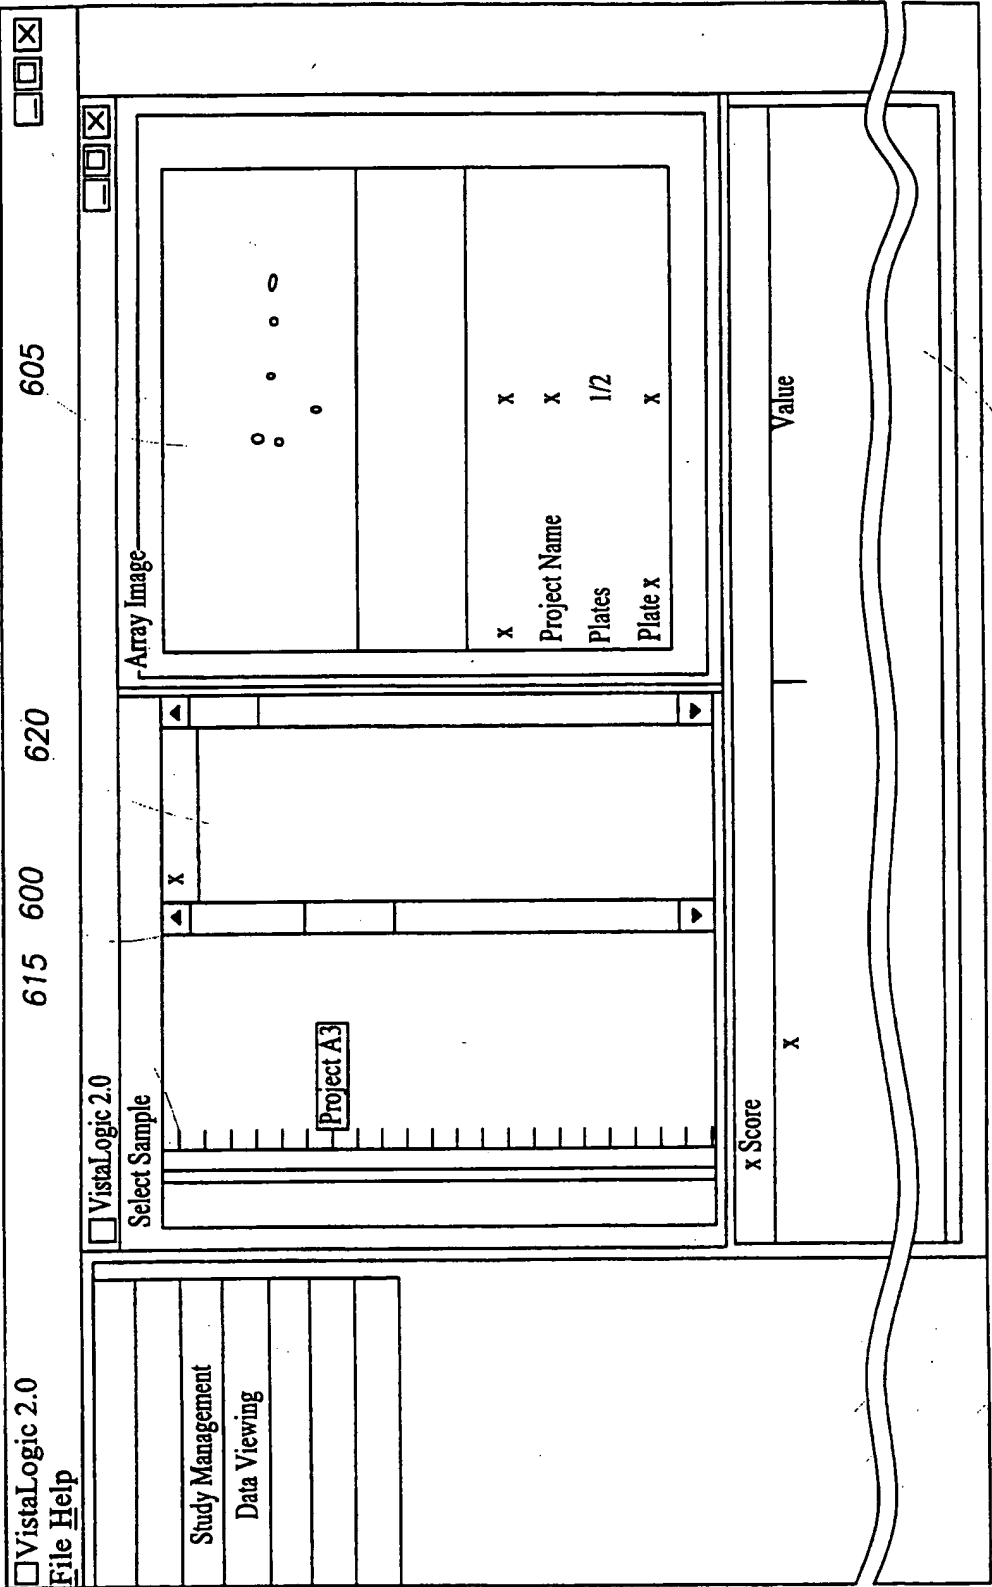 VistaLogic 2.0
File Help
615 600 620 605
Study Management
Data Viewing
VistaLogic 2.0
Select Sample
Project A3
x
Array Image
x x
Project Name x
Plates 1/2
Plate x x
x Score
x Value